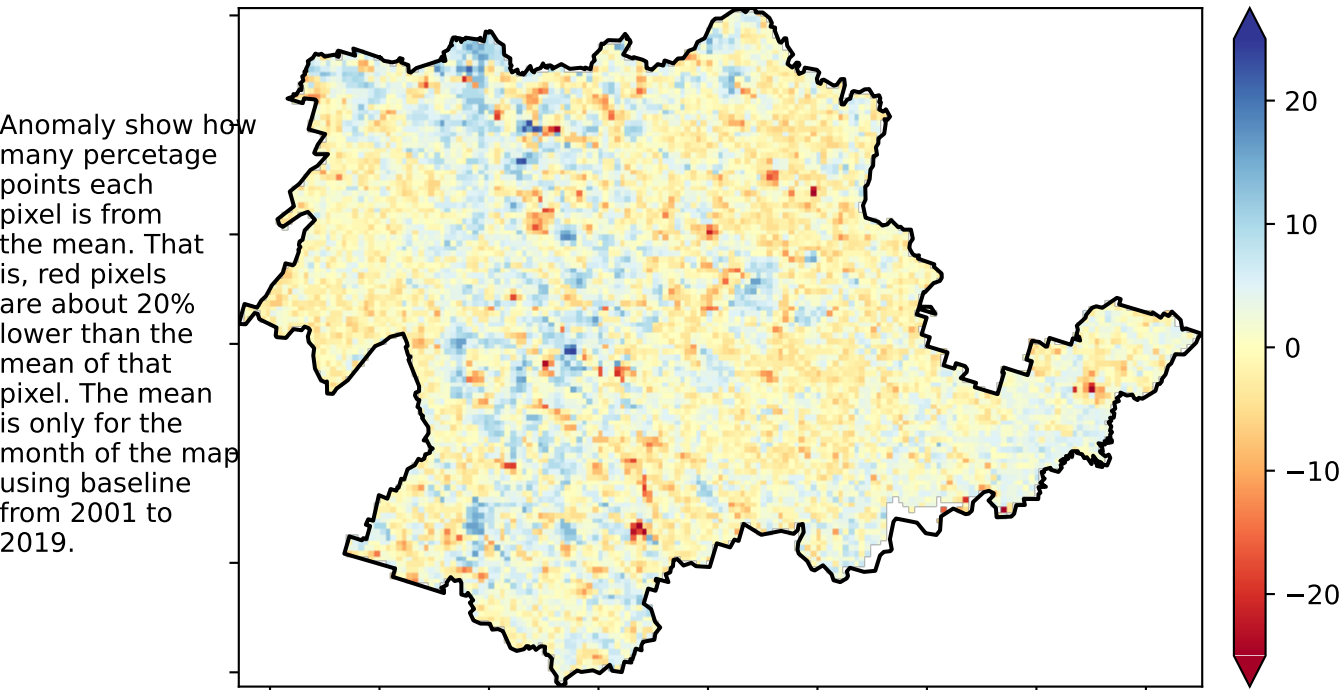 Anomaly show how
many percetage
points each
pixel is from
the mean. That
is, red pixels
are about 20%
lower than the
mean of that
pixel. The mean
is only for the
month of the map
using baseline
from 2001 to
2019.
20
10
0
−10
−20